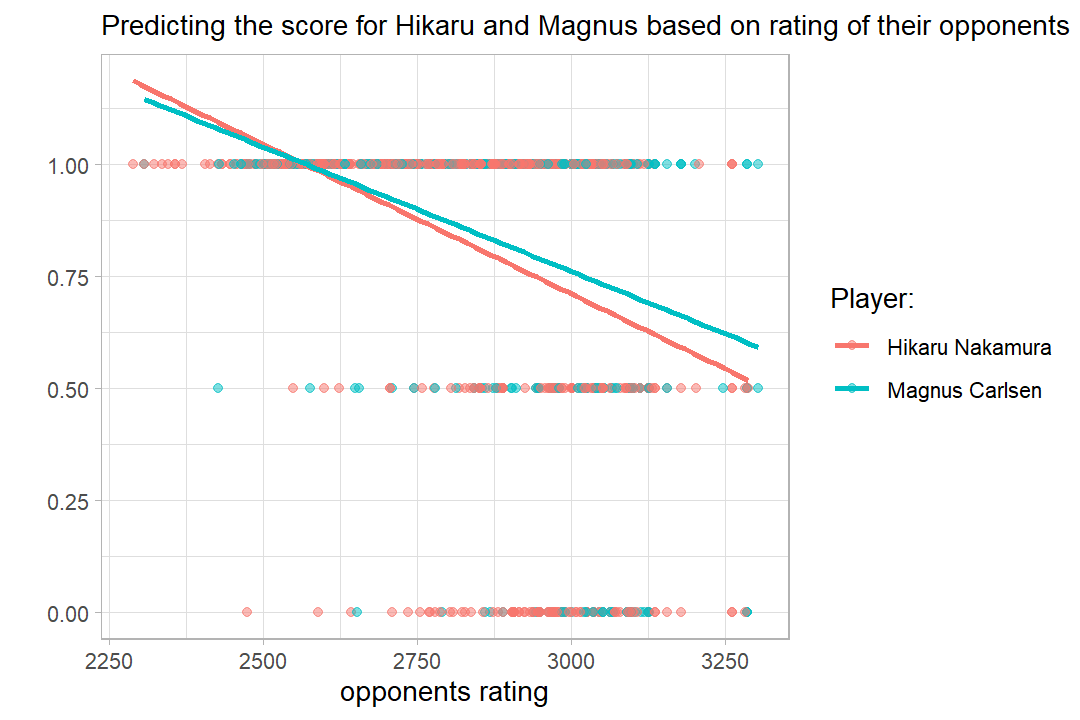 Predicting the score for Hikaru and Magnus based on rating of their opponents
1.00
0.75
0.50
0.25
0.00
2250 2500 2750 3000 3250
opponents rating
Player:
Hikaru Nakamura
Magnus Carlsen